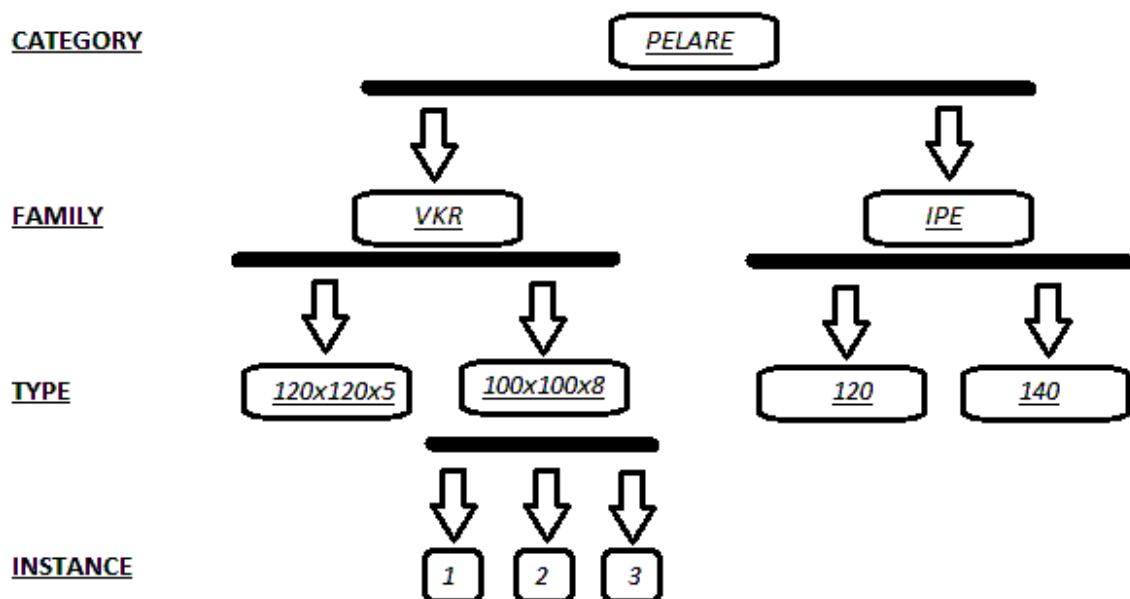 CATEGORY PELARE
FAMILY VKR IPE
TYPE 120x120x5 100x100x8 120 140
INSTANCE 1 2 3